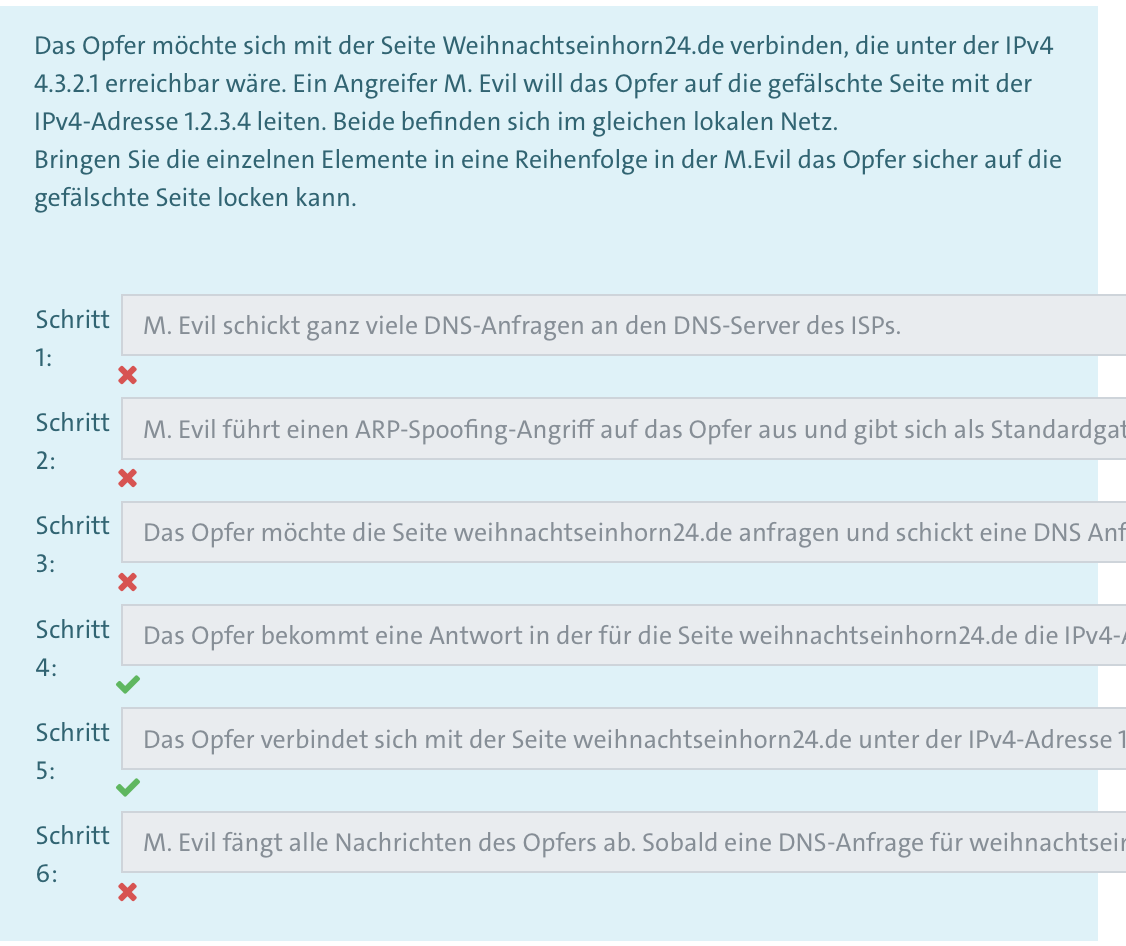 Das Opfer möchte sich mit der Seite Weihnachtseinhorn24.de verbinden, die unter der IPv4
4.3.2.1 erreichbar wäre. Ein Angreifer M. Evil will das Opfer auf die gefälschte Seite mit der
IPv4-Adresse 1.2.3.4 leiten. Beide befinden sich im gleichen lokalen Netz.
Bringen Sie die einzelnen Elemente in eine Reihenfolge in der M.Evil das Opfer sicher auf die
gefälschte Seite locken kann.
Schritt
1:
M. Evil schickt ganz viele DNS-Anfragen an den DNS-Server des ISPs.
Schritt
2:
M. Evil führt einen ARP-Spoofing-Angriff auf das Opfer aus und gibt sich als Standardgat
Schritt
3:
Das Opfer möchte die Seite weihnachtseinhorn24.de anfragen und schickt eine DNS Anf
Schritt
4:
Das Opfer bekommt eine Antwort in der für die Seite weihnachtseinhorn24.de die IPv4-A
Schritt
5:
Das Opfer verbindet sich mit der Seite weihnachtseinhorn24.de unter der IPv4-Adresse 1
Schritt
6:
M. Evil fängt alle Nachrichten des Opfers ab. Sobald eine DNS-Anfrage für weihnachtsein